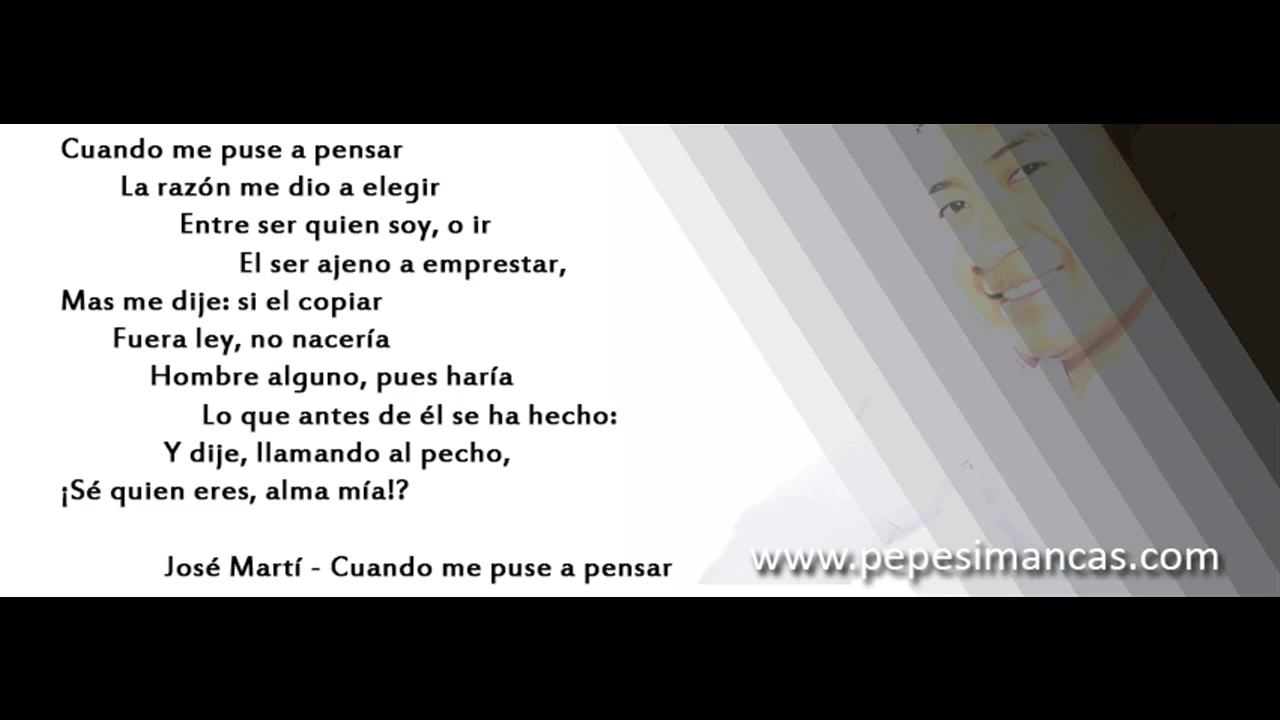 Cuando me puse a pensar
La razón me dio a elegir
Entre ser quien soy, o ir
El ser ajeno a emprestar,
Mas me dije: si el copiar
Fuera ley, no nacería
Hombre alguno, pues haría
Lo que antes de él se ha hecho:
Y dije, llamando al pecho,
¡Sé quien eres, alma mía!?
José Martí - Cuando me puse a pensar
www.pepesimancas.com